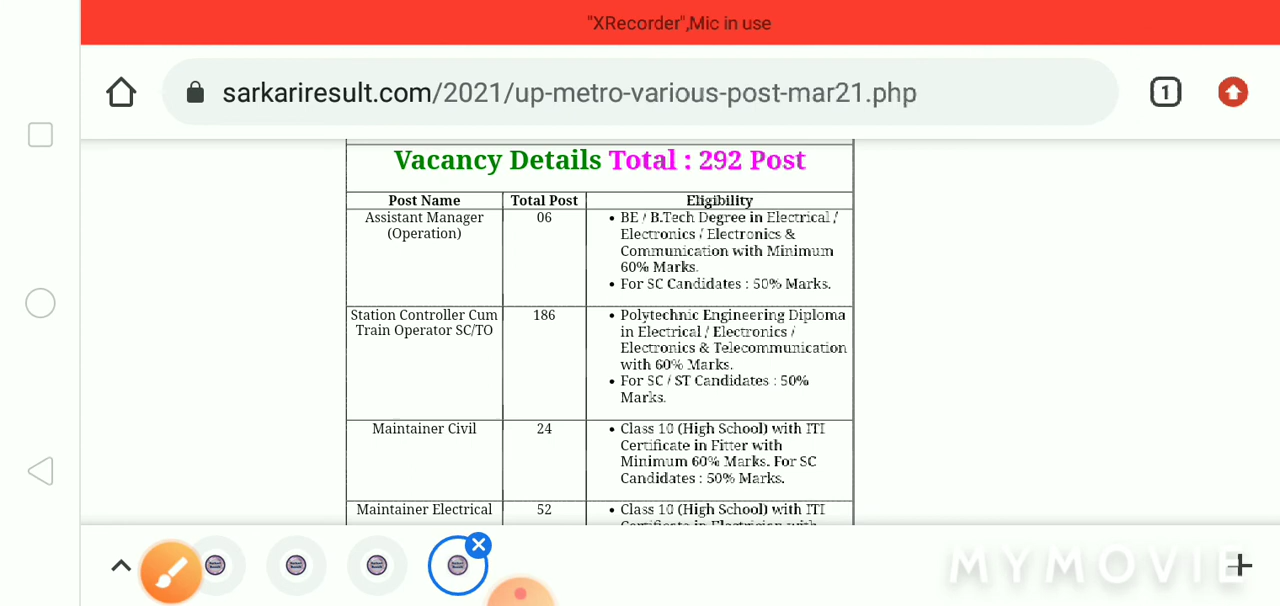 "XRecorder",Mic in use
sarkariresult.com/2021/up-metro-various-post-mar21.php
1
Vacancy Details Total : 292 Post
Post Name Total Post Eligibility
Assistant Manager
(Operation)
06
• BE / B.Tech Degree in Electrical /
Electronics / Electronics &
Communication with Minimum
60% Marks.
• For SC Candidates : 50% Marks.
Station Controller Cum
Train Operator SC/TO
186
• Polytechnic Engineering Diploma
in Electrical / Electronics /
Electronics & Telecommunication
with 60% Marks.
• For SC / ST Candidates : 50%
Marks.
Maintainer Civil
24
• Class 10 (High School) with ITI
Certificate in Fitter with
Minimum 60% Marks. For SC
Candidates : 50% Marks.
Maintainer Electrical
52
• Class 10 (High School) with ITI
Certificate in Electrician with
MYMOVIE